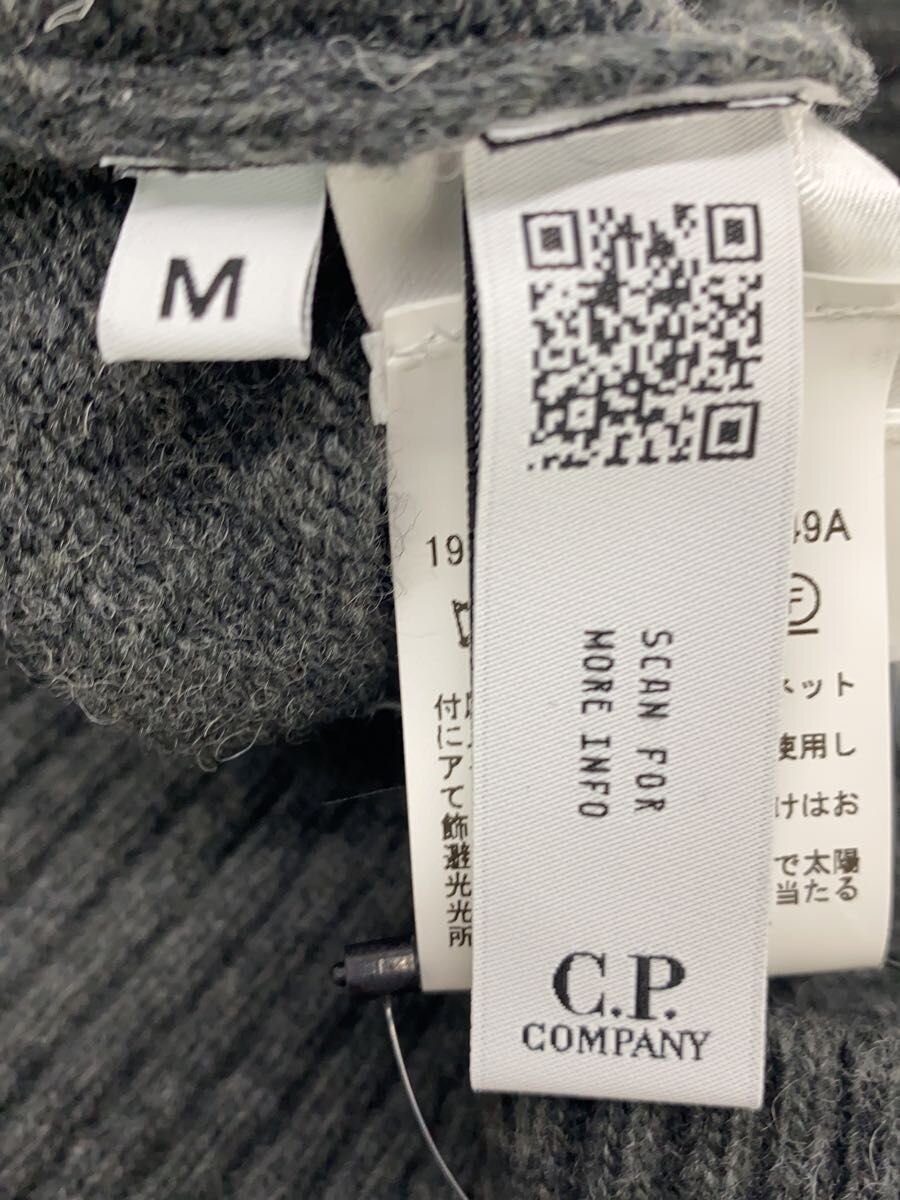 M
SCAN FOR
MORE INFO
C.P.
COMPANY
19
49A
F
ネット
付
に
使用し
ア
て
けはお
飾
避
で太陽
光
当たる
光
所